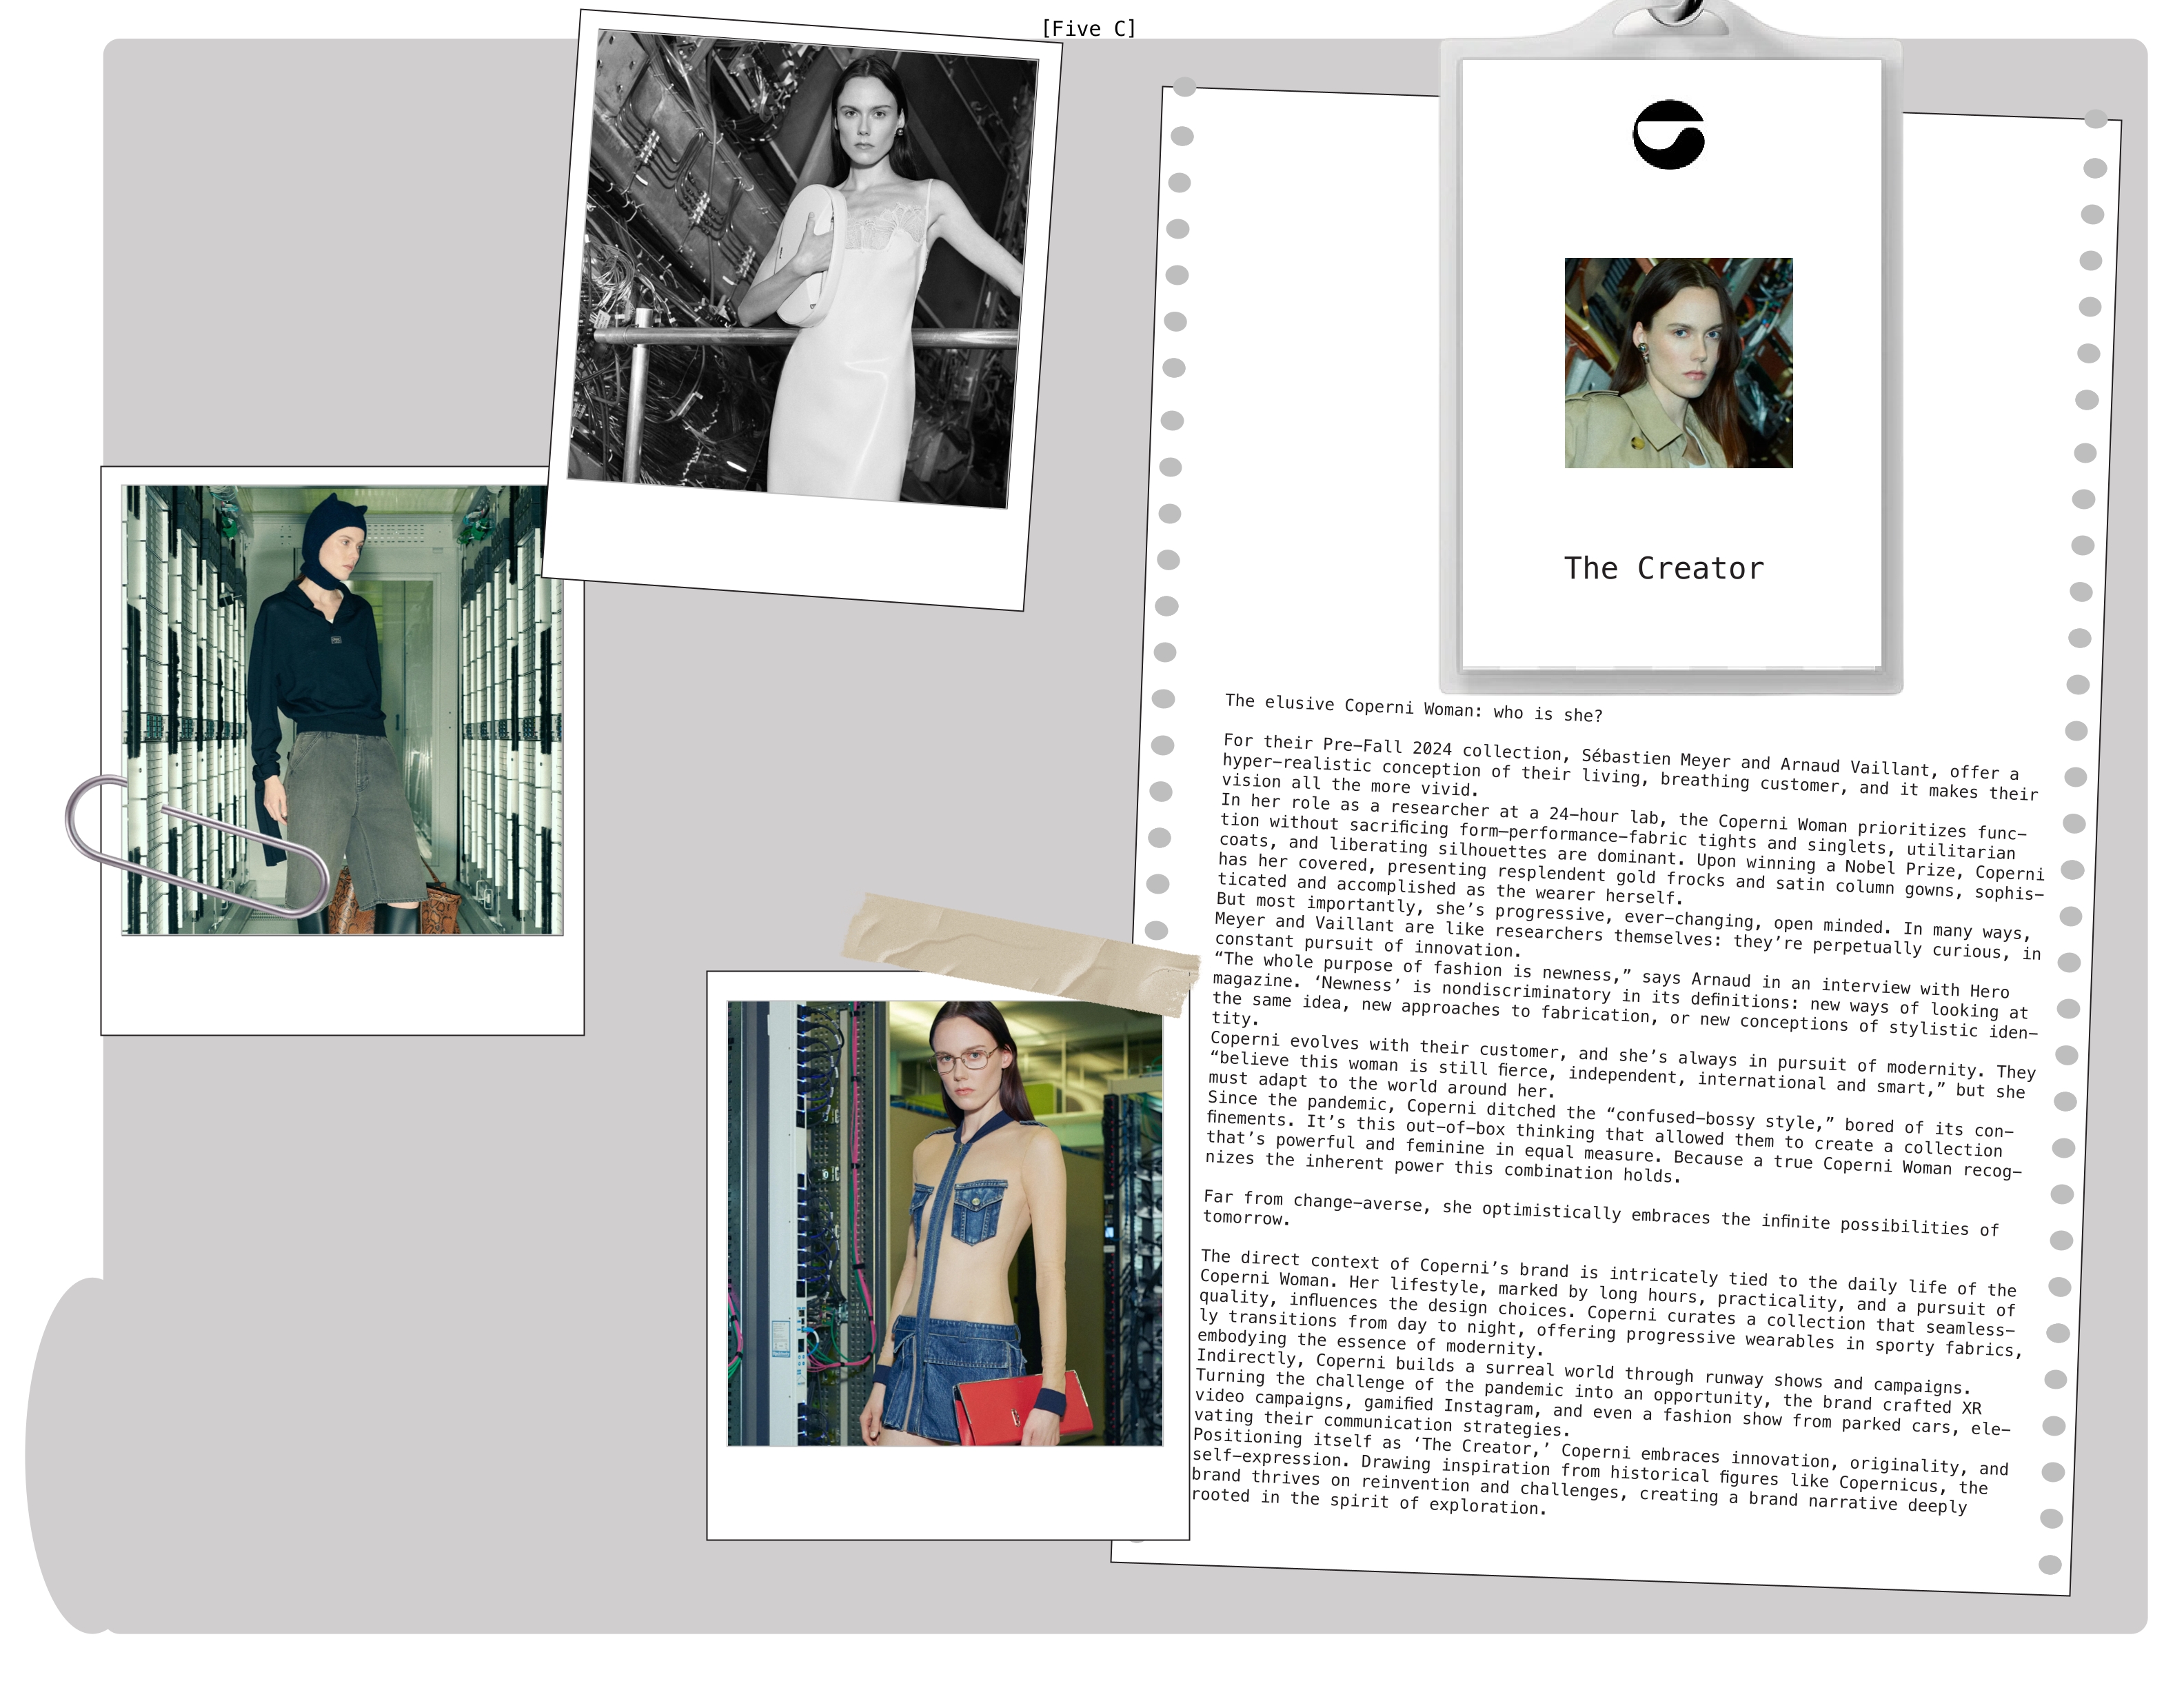 [Five C]
The Creator
The elusive Coperni Woman: who is she?
For their Pre-Fall 2024 collection, Sébastien Meyer and Arnaud Vaillant, offer a
hyper-realistic conception of their living, breathing customer, and it makes their
vision all the more vivid.
In her role as a researcher at a 24-hour lab, the Coperni Woman prioritizes func-
tion without sacrificing form—performance-fabric tights and singlets, utilitarian
coats, and liberating silhouettes are dominant. Upon winning a Nobel Prize, Coperni
has her covered, presenting resplendent gold frocks and satin column gowns, sophis-
ticated and accomplished as the wearer herself.
But most importantly, she’s progressive, ever-changing, open minded. In many ways,
Meyer and Vaillant are like researchers themselves: they’re perpetually curious, in
constant pursuit of innovation.
“The whole purpose of fashion is newness,” says Arnaud in an interview with Hero
magazine. ‘Newness’ is nondiscriminatory in its definitions: new ways of looking at
the same idea, new approaches to fabrication, or new conceptions of stylistic iden-
tity.
Coperni evolves with their customer, and she’s always in pursuit of modernity. They
“believe this woman is still fierce, independent, international and smart,” but she
must adapt to the world around her.
Since the pandemic, Coperni ditched the “confused-bossy style,” bored of its con-
finements. It’s this out-of-box thinking that allowed them to create a collection
that’s powerful and feminine in equal measure. Because a true Coperni Woman recog-
nizes the inherent power this combination holds.
Far from change-averse, she optimistically embraces the infinite possibilities of
tomorrow.
The direct context of Coperni’s brand is intricately tied to the daily life of the
Coperni Woman. Her lifestyle, marked by long hours, practicality, and a pursuit of
quality, influences the design choices. Coperni curates a collection that seamless-
ly transitions from day to night, offering progressive wearables in sporty fabrics,
embodying the essence of modernity.
Indirectly, Coperni builds a surreal world through runway shows and campaigns.
Turning the challenge of the pandemic into an opportunity, the brand crafted XR
video campaigns, gamified Instagram, and even a fashion show from parked cars, ele-
vating their communication strategies.
Positioning itself as ‘The Creator,’ Coperni embraces innovation, originality, and
self-expression. Drawing inspiration from historical figures like Copernicus, the
brand thrives on reinvention and challenges, creating a brand narrative deeply
rooted in the spirit of exploration.